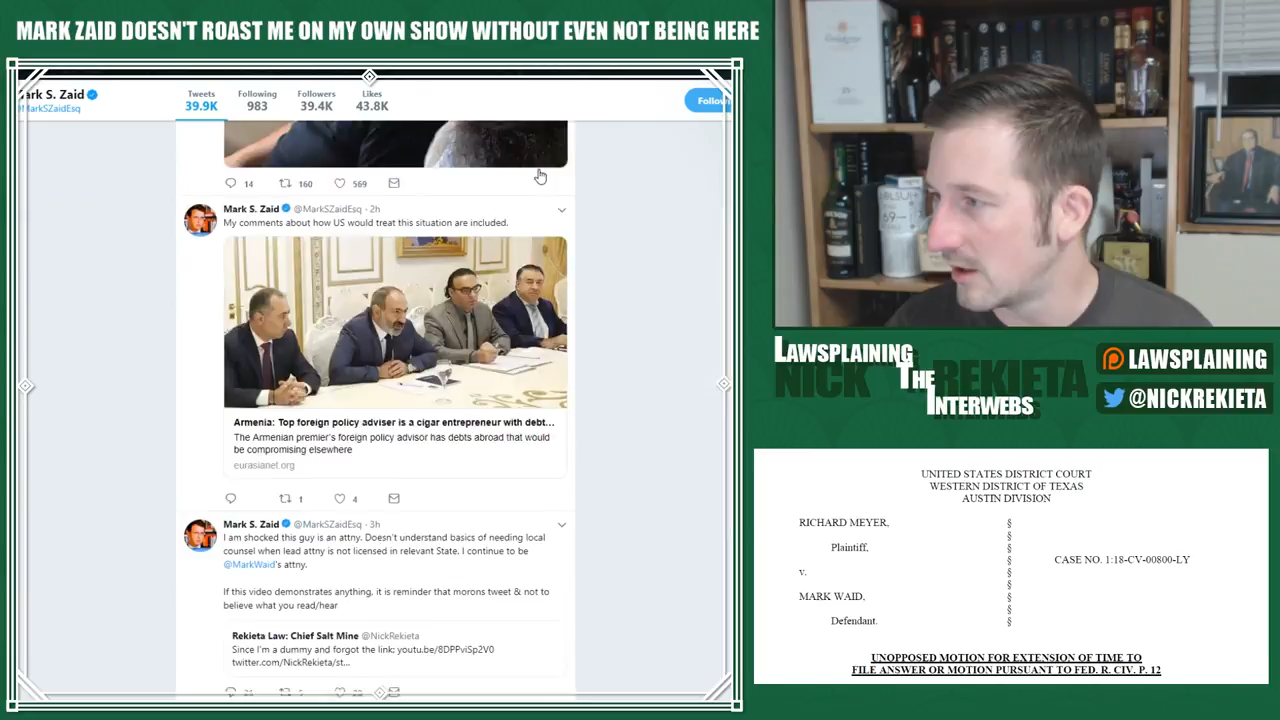 MARK ZAID DOESN'T ROAST ME ON MY OWN SHOW WITHOUT EVEN NOT BEING HERE
ark S. Zaid
@MarkSZaidEsq
Tweets Following Followers Likes
39.9K 983 39.4K 43.8K
Follow
14 160 569
Mark S. Zaid @MarkSZaidEsq · 2h
My comments about how US would treat this situation are included.
Armenia: Top foreign policy adviser is a cigar entrepreneur with debt...
The Armenian premier's foreign policy advisor has debts abroad that would
be compromising elsewhere
eurasianet.org
1 4
Mark S. Zaid @MarkSZaidEsq · 3h
I am shocked this guy is an attny. Doesn't understand basics of needing local
counsel when lead attny is not licensed in relevant State. I continue to be
@MarkWaid's attny.
If this video demonstrates anything, it is reminder that morons tweet & not to
believe what you read/hear
Rekieta Law: Chief Salt Mine @NickRekieta
Since I'm a dummy and forgot the link: youtu.be/8DPPviSp2V0
twitter.com/NickRekieta/st...
69
LAWSPLAINING
THE
INTERWEBS
NICK REKIETA
LAWSPLAINING
@NICKREKIETA
UNITED STATES DISTRICT COURT
WESTERN DISTRICT OF TEXAS
AUSTIN DIVISION
RICHARD MEYER, §
§
Plaintiff, §
§ CASE NO. 1:18-CV-00800-LY
v. §
§
MARK WAID, §
§
Defendant. §
UNOPPOSED MOTION FOR EXTENSION OF TIME TO
FILE ANSWER OR MOTION PURSUANT TO FED. R. CIV. P. 12